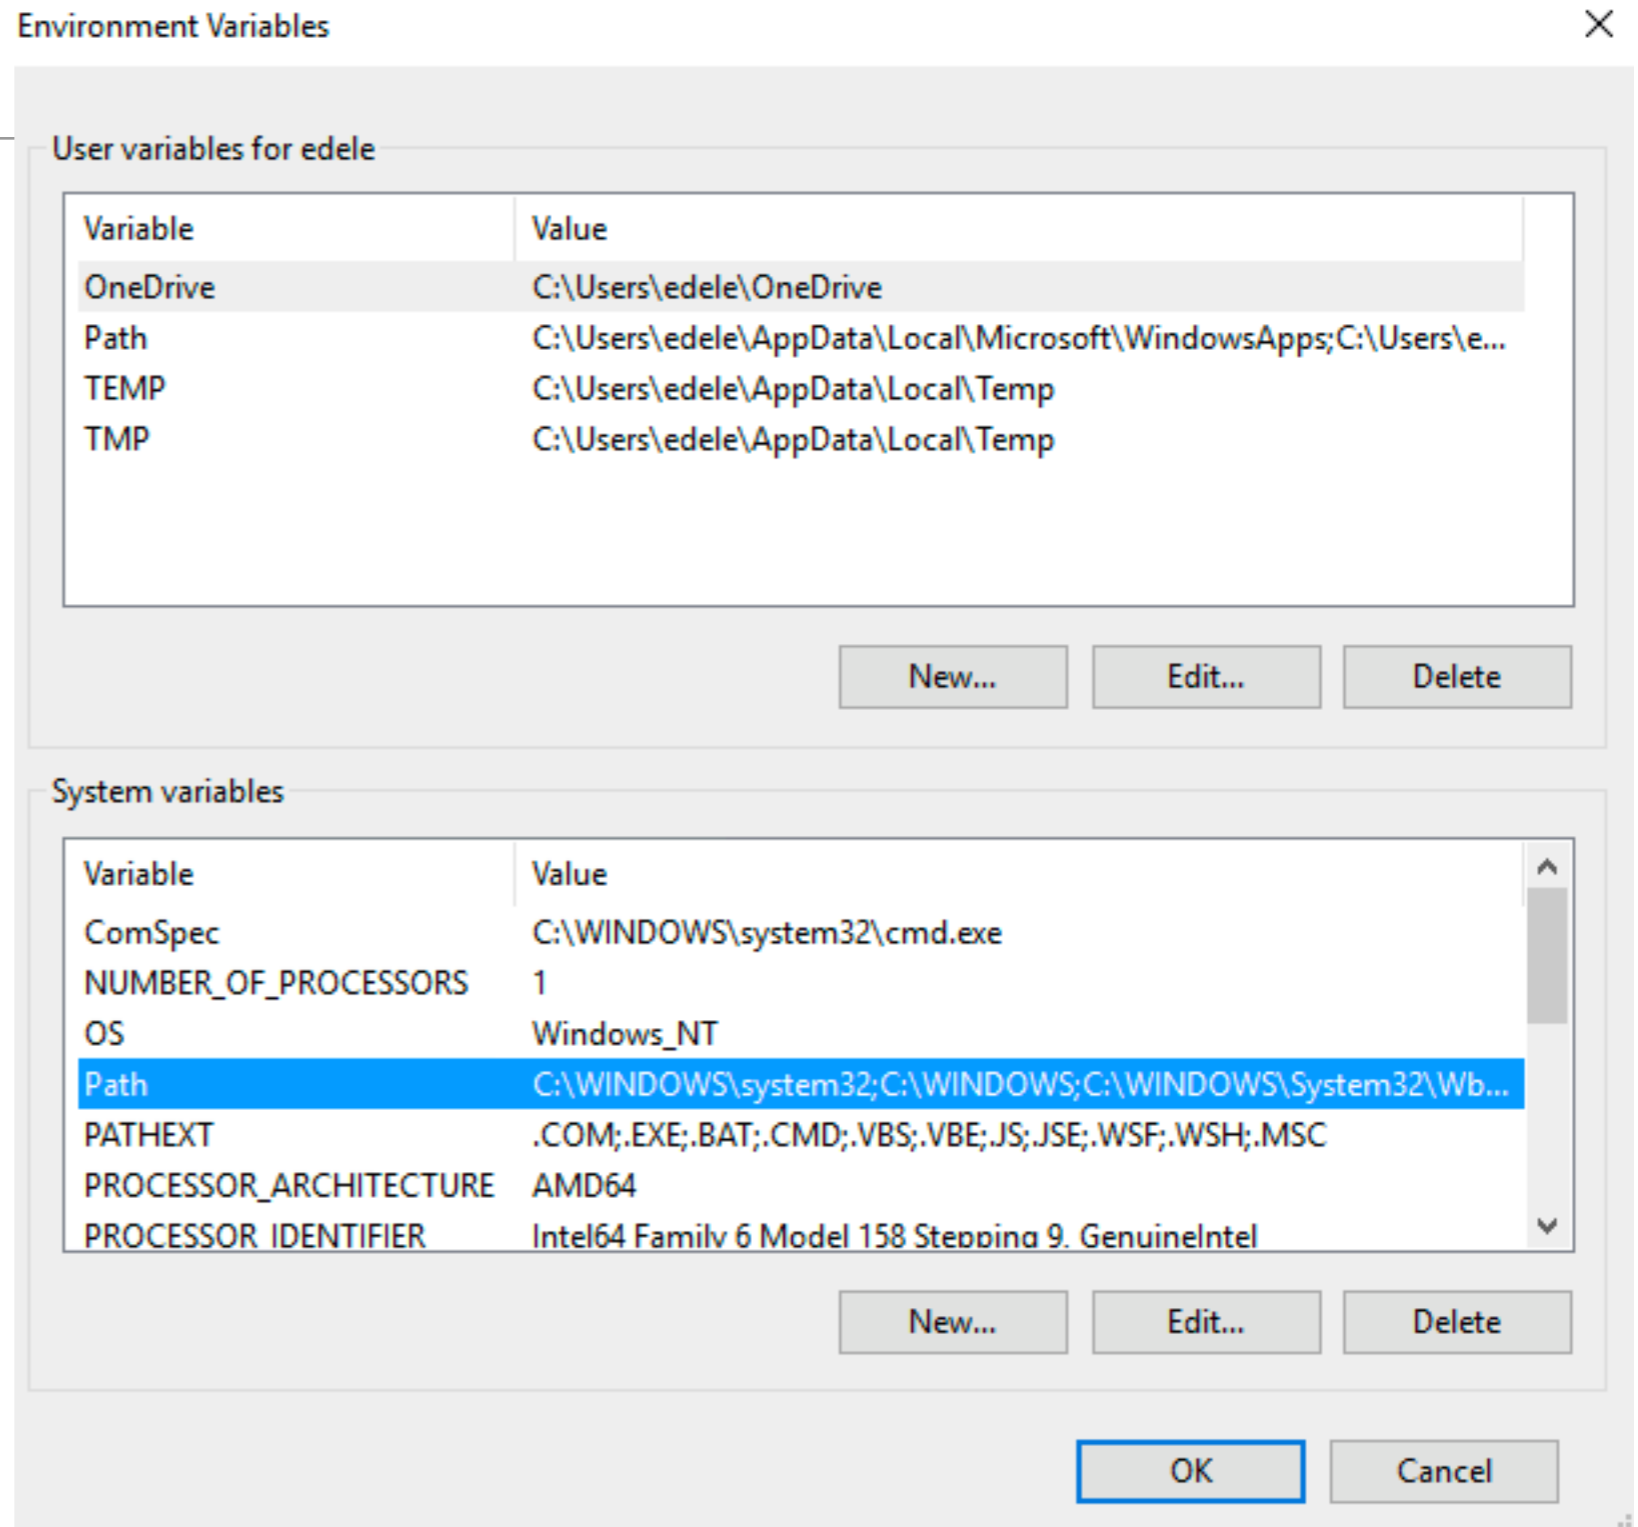 Environment Variables
User variables for edele
Variable Value
OneDrive C:\Users\edele\OneDrive
Path C:\Users\edele\AppData\Local\Microsoft\WindowsApps;C:\Users\e...
TEMP C:\Users\edele\AppData\Local\Temp
TMP C:\Users\edele\AppData\Local\Temp
New... Edit... Delete
System variables
Variable Value
ComSpec C:\WINDOWS\system32\cmd.exe
NUMBER_OF_PROCESSORS 1
OS Windows_NT
Path C:\WINDOWS\system32;C:\WINDOWS;C:\WINDOWS\System32\Wb...
PATHEXT .COM;.EXE;.BAT;.CMD;.VBS;.VBE;.JS;.JSE;.WSF;.WSH;.MSC
PROCESSOR_ARCHITECTURE AMD64
PROCESSOR_IDENTIFIER Intel64 Family 6 Model 158 Stepping 9, GenuineIntel
New... Edit... Delete
OK Cancel